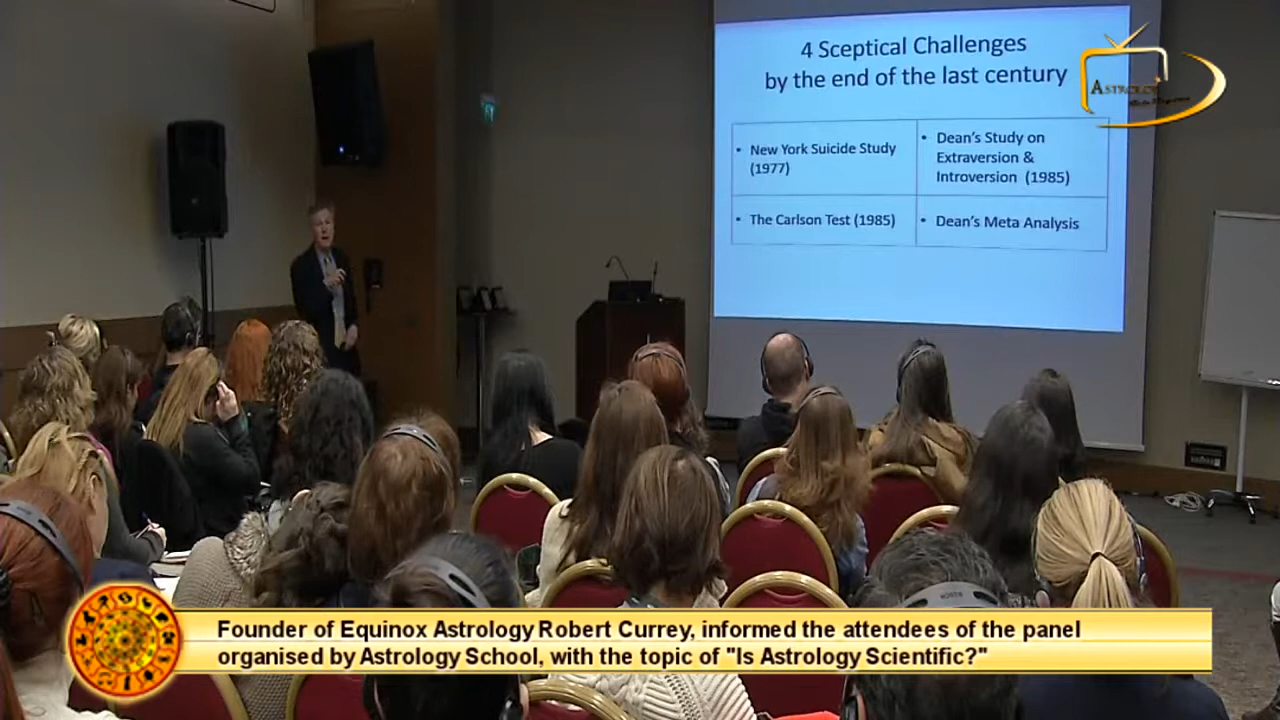 4 Sceptical Challenges
by the end of the last century
• New York Suicide Study
(1977)
• Dean's Study on
Extraversion &
Introversion (1985)
• The Carlson Test (1985)
• Dean's Meta Analysis
Founder of Equinox Astrology Robert Currey, informed the attendees of the panel
organised by Astrology School, with the topic of "Is Astrology Scientific?"